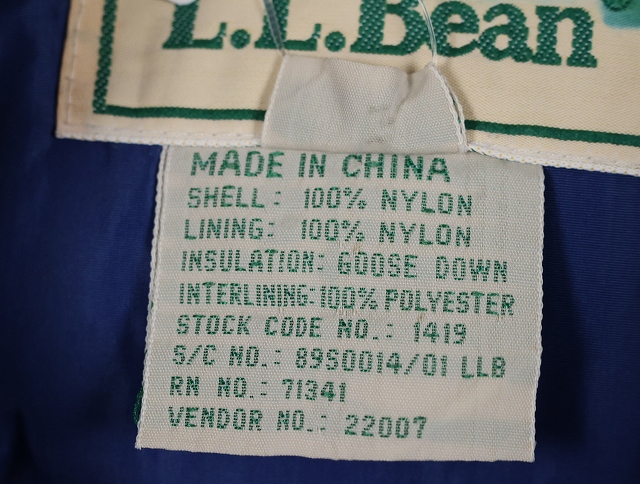 L.L.Bean®
MADE IN CHINA
SHELL: 100% NYLON
LINING: 100% NYLON
INSULATION: GOOSE DOWN
INTERLINING: 100% POLYESTER
STOCK CODE NO.: 1419
S/C NO.: 89S0014/01 LLB
RN NO.: 71341
VENDOR NO.: 22007